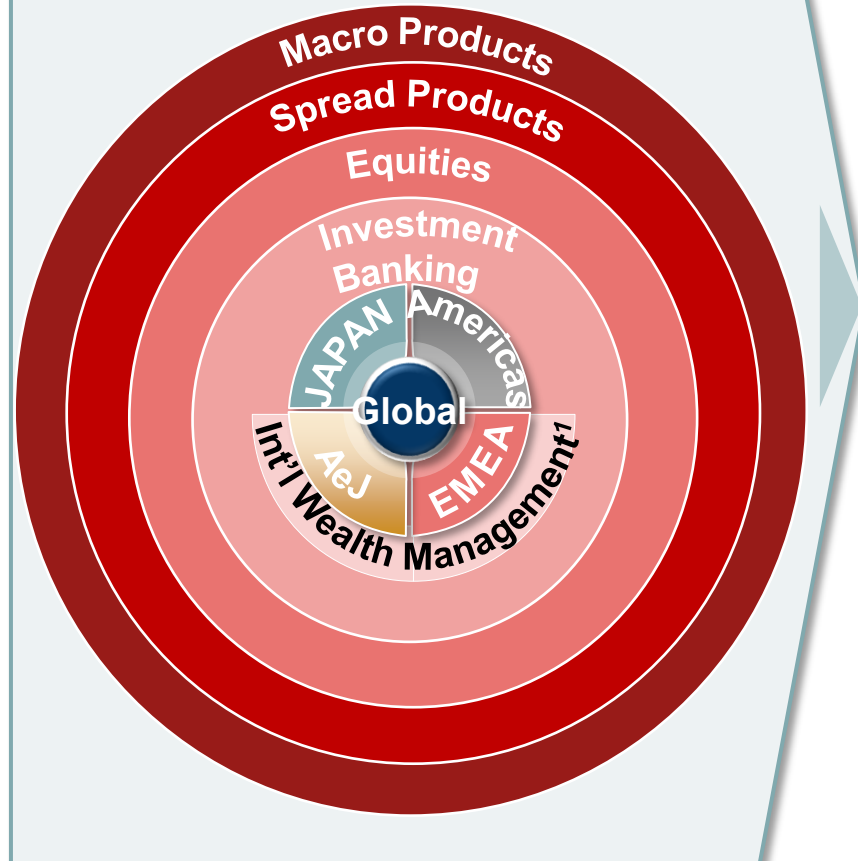 Macro Products
Spread Products
Equities
Investment
Banking
JAPAN
Americas
Global
AeJ
EMEA
Int'l Wealth Management¹